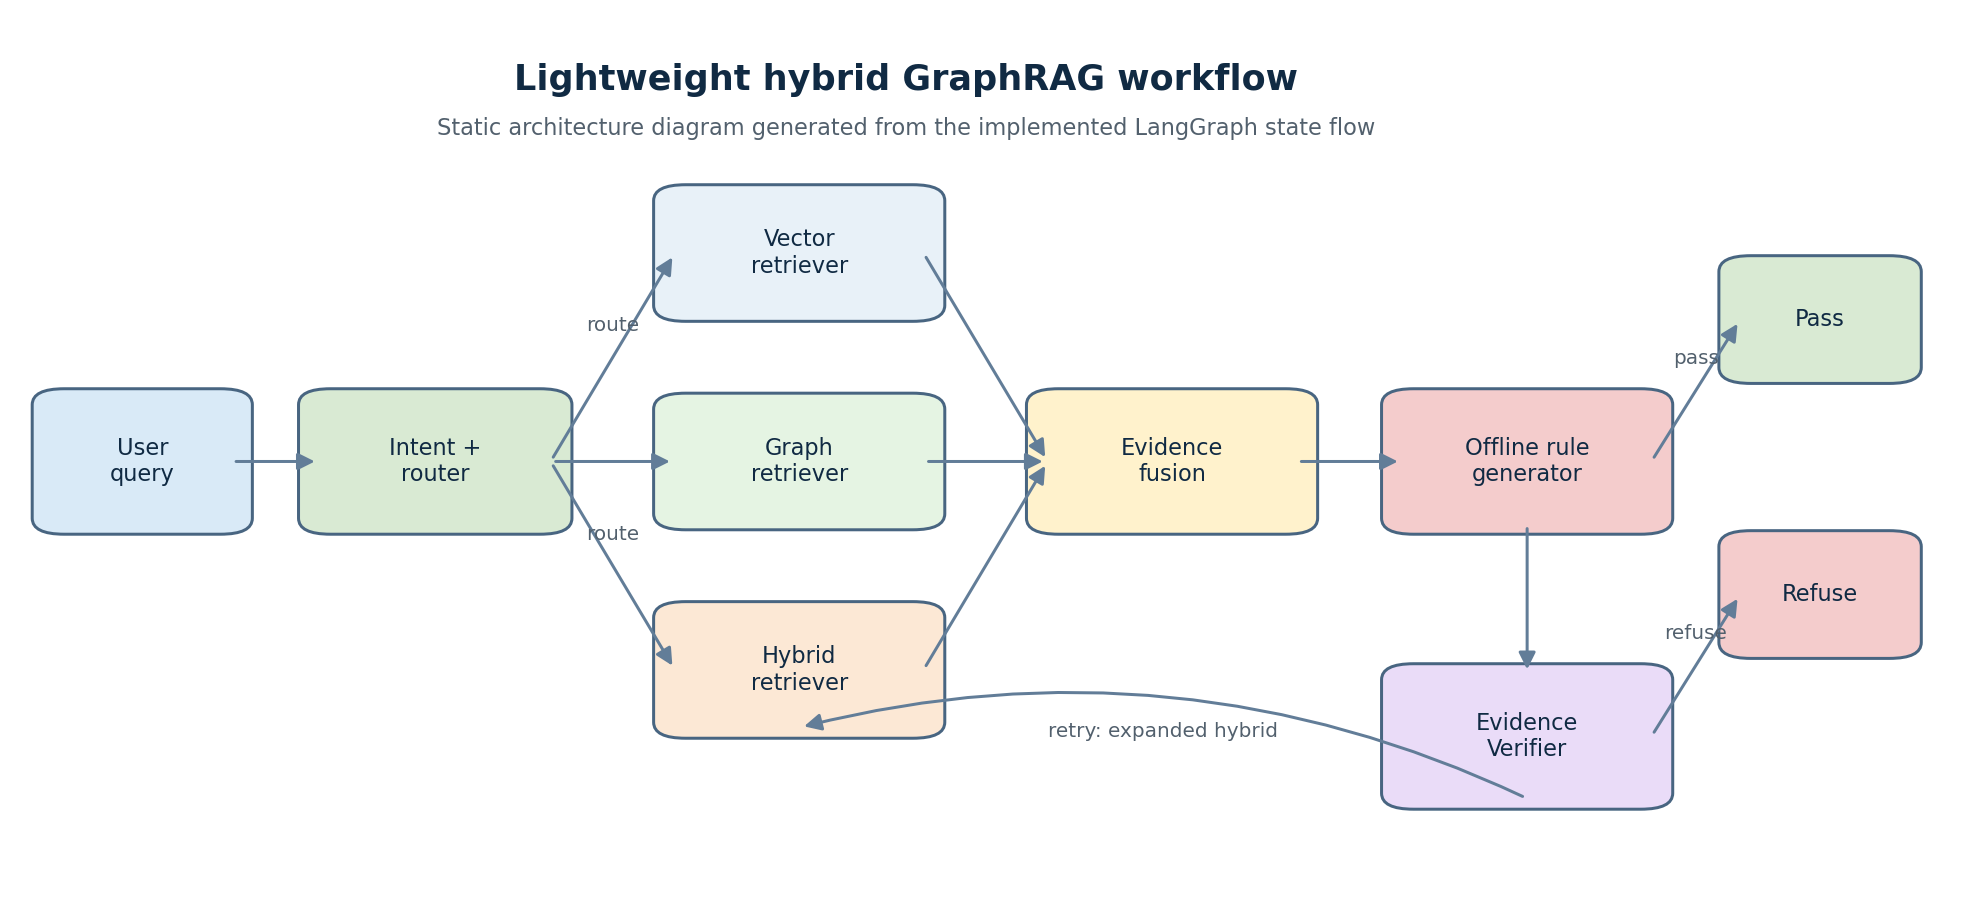 Lightweight hybrid GraphRAG workflow
Static architecture diagram generated from the implemented LangGraph state flow
User
query
Intent +
router
route
route
Vector
retriever
Graph
retriever
Hybrid
retriever
Evidence
fusion
Offline rule
generator
pass
Pass
Evidence
Verifier
refuse
Refuse
retry: expanded hybrid